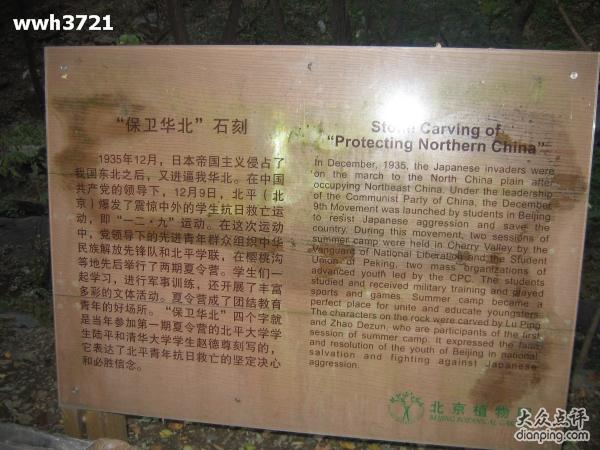 wwh3721
“保卫华北”石刻
1935年12月，日本帝国主义侵占了
我国东北之后，又进逼我华北。在中国
共产党的领导下，12月9日，北平（北
京）爆发了震惊中外的学生抗日救亡运
动，即“一二·九”运动。在这次运动
中，党领导下的先进青年群众组织中华
民族解放先锋队和北平学联，在樱桃沟
等地先后举行了两期夏令营。学生们一
起学习，进行军事训练，还开展了丰富
多彩的文体活动。夏令营成了团结教育
青年的好场所。“保卫华北”四个字就
是当年参加第一期夏令营的北平大学学
生陆平和清华大学学生赵德尊刻写的，
它表达了北平青年抗日救亡的坚定决心
和必胜信念。
Stone Carving of
“Protecting Northern China”
In December, 1935, the Japanese invaders were
on the march to the North China plain after
occupying Northeast China. Under the leadership
of the Communist Party of China, the December
9th Movement was launched by students in Beijing
to resist Japanese aggression and save the
country. During this movement, two sessions of
summer camp were held in Cherry Valley by the
Vanguard of National Liberation and the Student
Union of Peking, two mass organizations of
advanced youth led by the CPC. The students
studied and received military training and played
sports and games. Summer camp became a
perfect place for unite and educate youngsters.
The characters on the rock were carved by Lu Ping
and Zhao Dezun, who are participants of the first
session of summer camp. It expressed the faith
and resolution of the youth of Beijing in national
salvation and fighting against Japanese
aggression.
北京植物
BEIJING BOTANICAL
大众点评
dianping.com